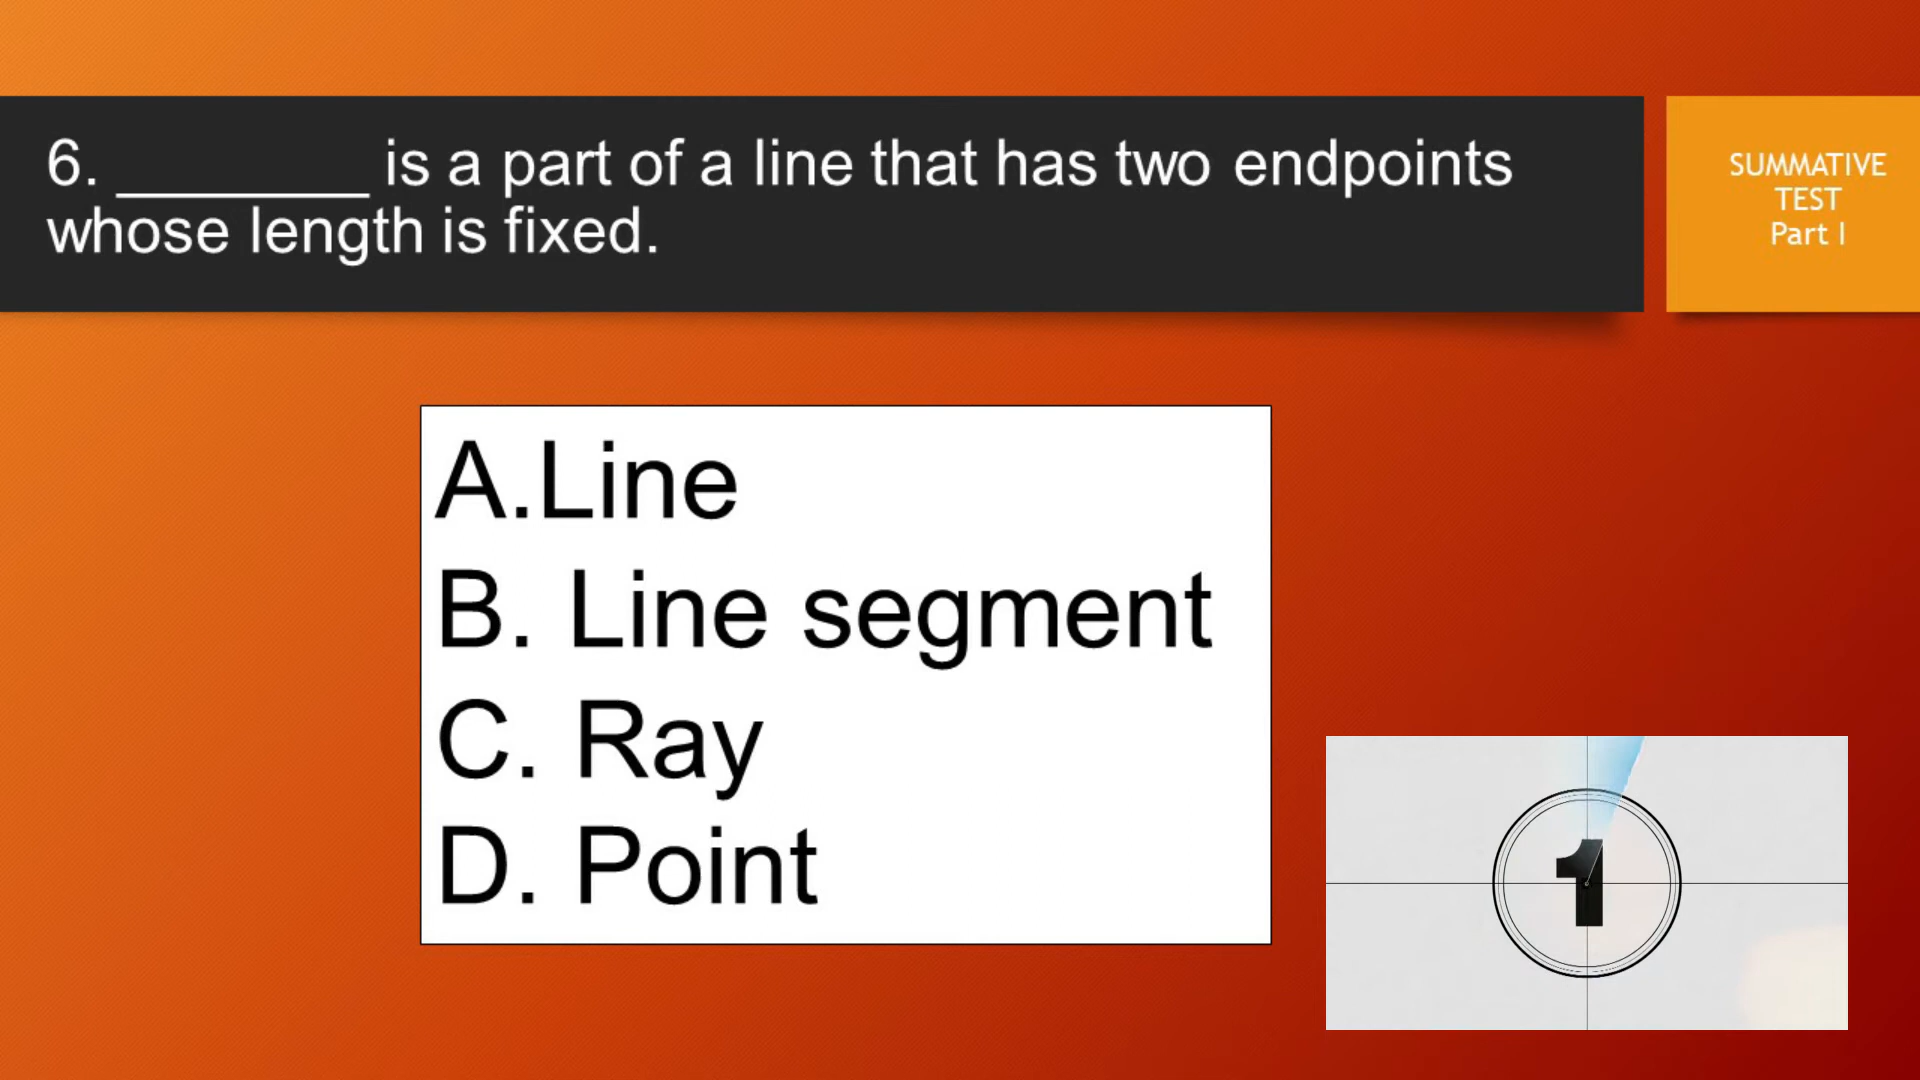 6. _______ is a part of a line that has two endpoints
whose length is fixed.
SUMMATIVE
TEST
Part I
A.Line
B. Line segment
C. Ray
D. Point
1